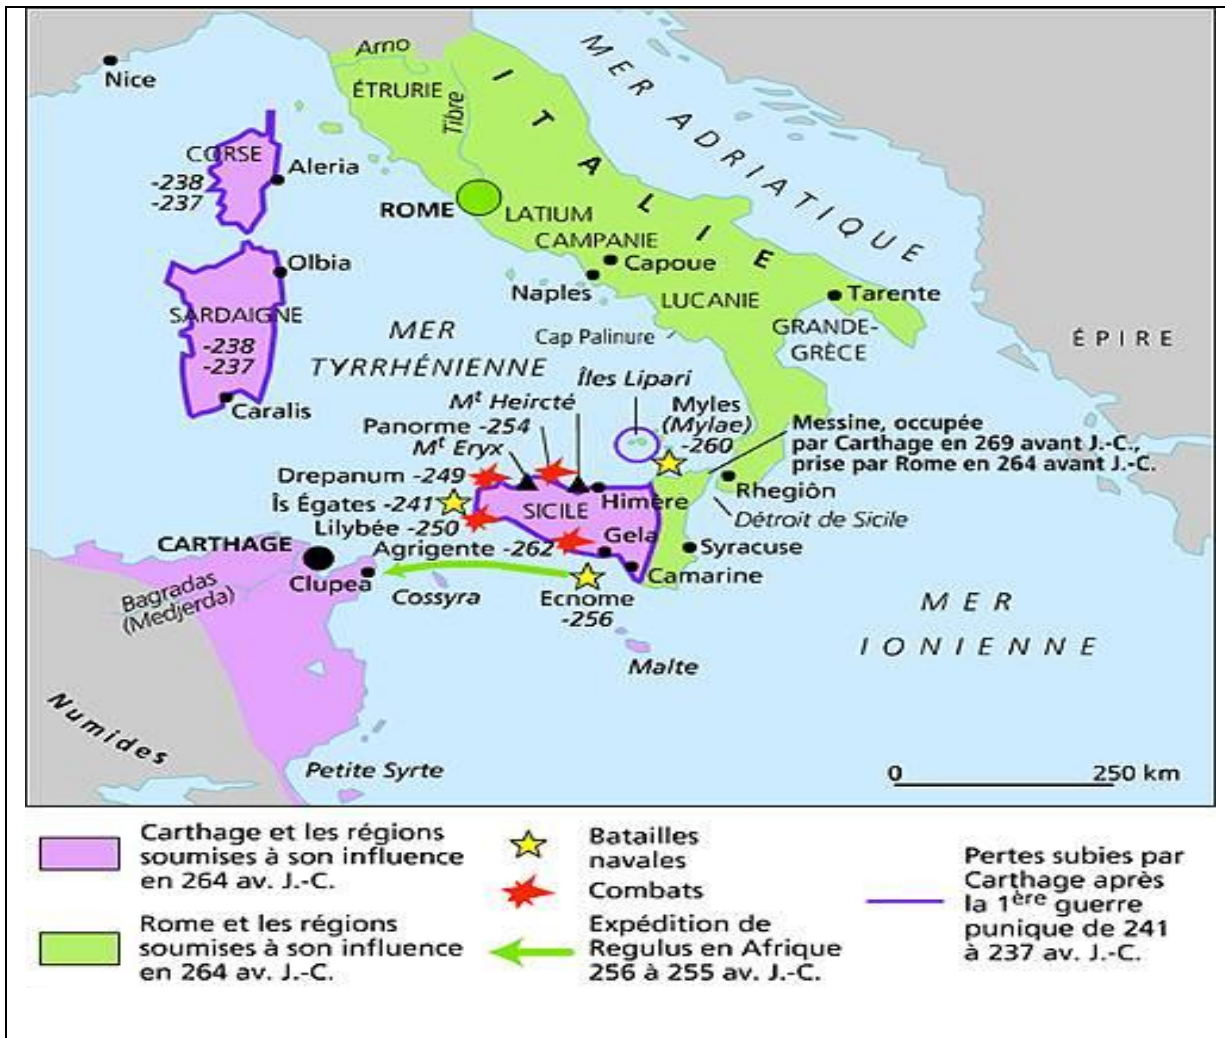 Nice
Arno
ÉTRURIE
Tibre
ITALIE
MER ADRIATIQUE
CORSE
-238
-237
Aleria
ROME
LATIUM
CAMPANIE
Capoue
Naples
LUCANIE
Tarente
GRANDE-
GRÈCE
ÉPIRE
Olbia
SARDAIGNE
-238
-237
Caralis
MER
TYRRHÉNIENNE
Cap Palinure
Îles Lipari
Mt Heircté
Panorme -254
Mt Eryx
Myles
(Mylae)
-260
Messine, occupée
par Carthage en 269 avant J.-C.,
prise par Rome en 264 avant J.-C.
Drepanum -249
Îs Égates -241
Lilybée -250
SICILE
Himère
Rhegiôn
Détroit de Sicile
Gela
Agrigente -262
Syracuse
Camarine
CARTHAGE
Clupea
Bagradas
(Medjerda)
Cossyra
Ecnome
-256
Malte
MER
IONIENNE
Numides
Petite Syrte
0 250 km
Carthage et les régions
soumises à son influence
en 264 av. J.-C.
Rome et les régions
soumises à son influence
en 264 av. J.-C.
Batailles
navales
Combats
Expédition de
Regulus en Afrique
256 à 255 av. J.-C.
Pertes subies par
Carthage après
la 1ère guerre
punique de 241
à 237 av. J.-C.